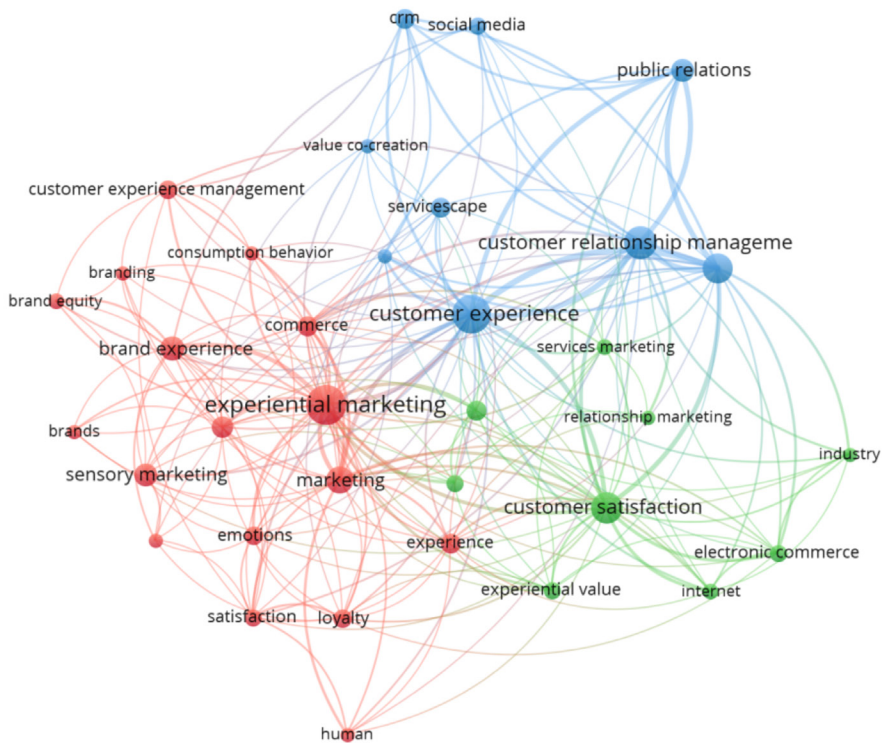 crm
social media
public relations
value co-creation
customer experience management
servicescape
customer relationship manageme
consumption behavior
branding
brand equity
customer experience
commerce
services marketing
brand experience
experiential marketing
relationship marketing
brands
industry
sensory marketing
marketing
customer satisfaction
emotions
experience
electronic commerce
experiential value
internet
satisfaction
loyalty
human